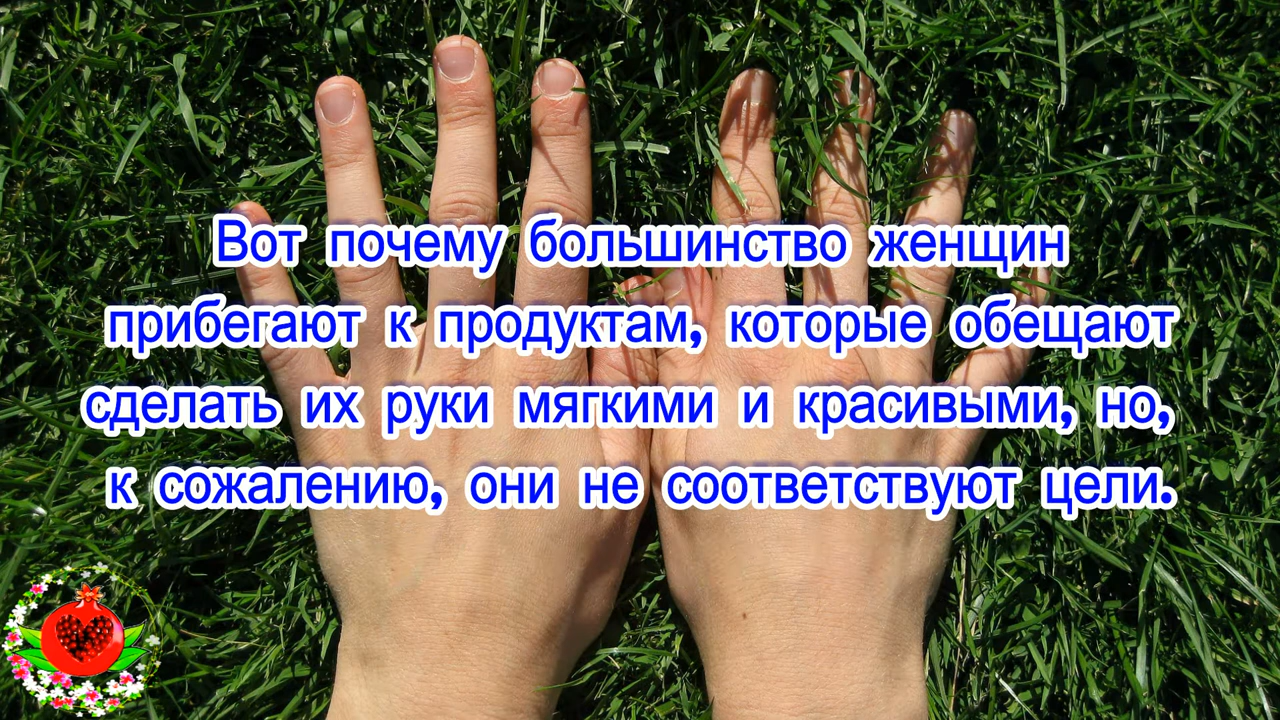 Вот почему большинство женщин
прибегают к продуктам, которые обещают
сделать их руки мягкими и красивыми, но,
к сожалению, они не соответствуют цели.